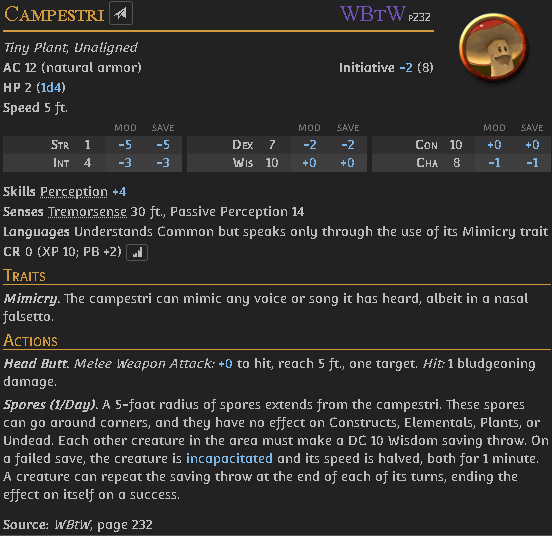 CAMPESTRI WBTW P232
Tiny Plant, Unaligned
AC 12 (natural armor) Initiative -2 (8)
HP 2 (1d4)
Speed 5 ft.
MOD SAVE MOD SAVE MOD SAVE
STR 1 -5 -5 DEX 7 -2 -2 CON 10 +0 +0
INT 4 -3 -3 WIS 10 +0 +0 CHA 8 -1 -1
Skills Perception +4
Senses Tremorsense 30 ft., Passive Perception 14
Languages Understands Common but speaks only through the use of its Mimicry trait
CR 0 (XP 10; PB +2)
TRAITS
Mimicry. The campestri can mimic any voice or song it has heard, albeit in a nasal
falsetto.
ACTIONS
Head Butt. Melee Weapon Attack: +0 to hit, reach 5 ft., one target. Hit: 1 bludgeoning
damage.
Spores (1/Day). A 5-foot radius of spores extends from the campestri. These spores
can go around corners, and they have no effect on Constructs, Elementals, Plants, or
Undead. Each other creature in the area must make a DC 10 Wisdom saving throw. On
a failed save, the creature is incapacitated and its speed is halved, both for 1 minute.
A creature can repeat the saving throw at the end of each of its turns, ending the
effect on itself on a success.
Source: WBtW, page 232